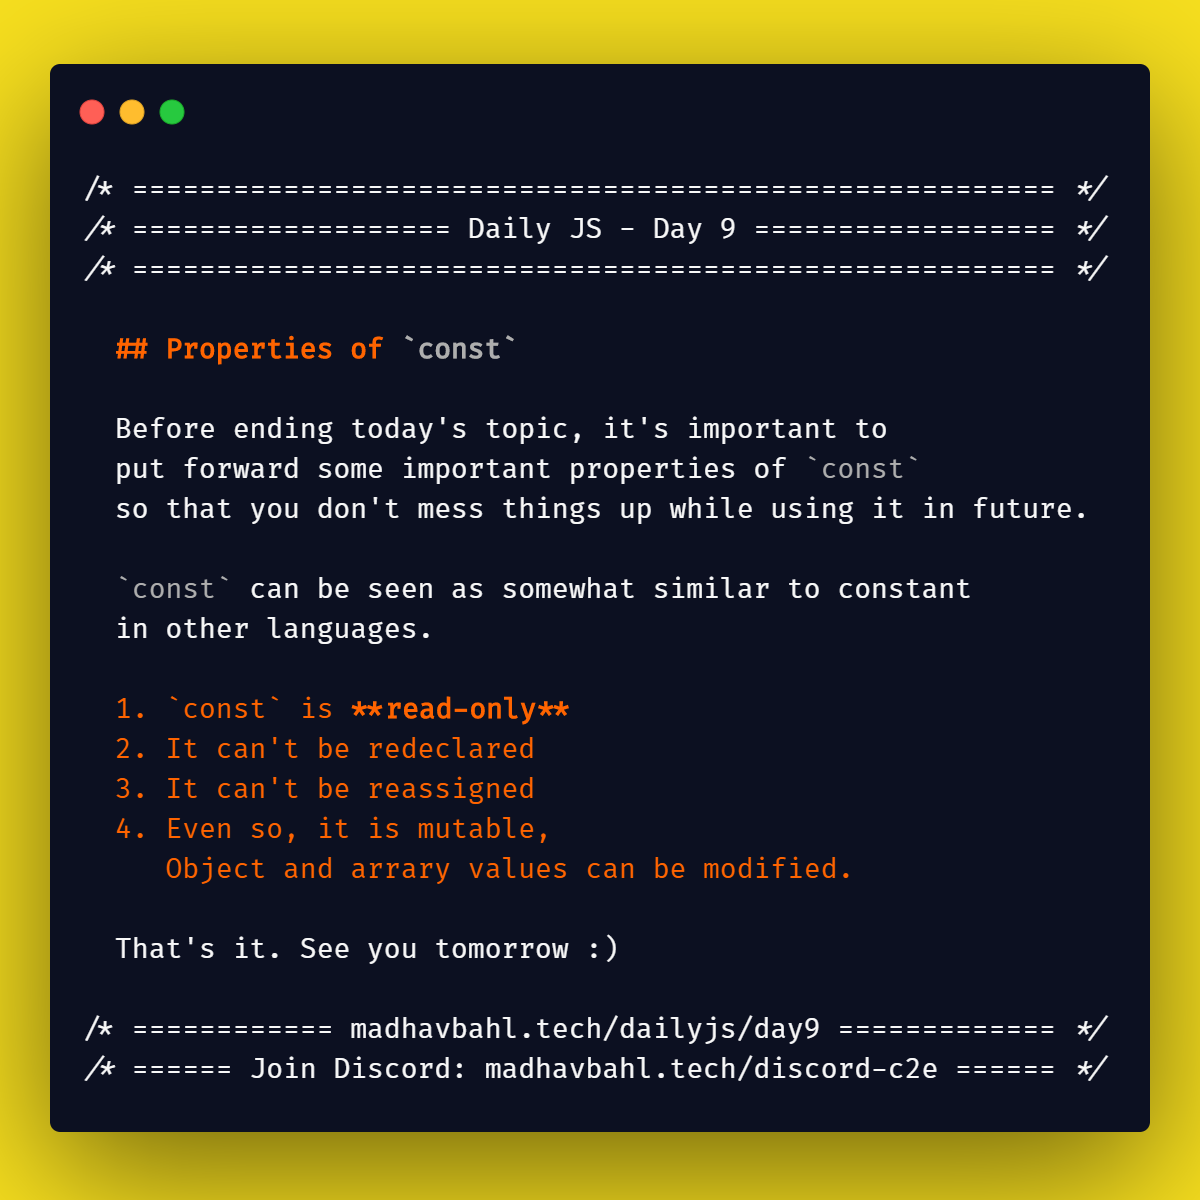 /* ======================================================= */
/* =================== Daily JS - Day 9 ================== */
/* ======================================================= */
## Properties of `const`
Before ending today's topic, it's important to
put forward some important properties of `const`
so that you don't mess things up while using it in future.
`const` can be seen as somewhat similar to constant
in other languages.
1. `const` is **read-only**
2. It can't be redeclared
3. It can't be reassigned
4. Even so, it is mutable,
Object and arrary values can be modified.
That's it. See you tomorrow :)
/* ============ madhavbahl.tech/dailyjs/day9 ============= */
/* ====== Join Discord: madhavbahl.tech/discord-c2e ====== */